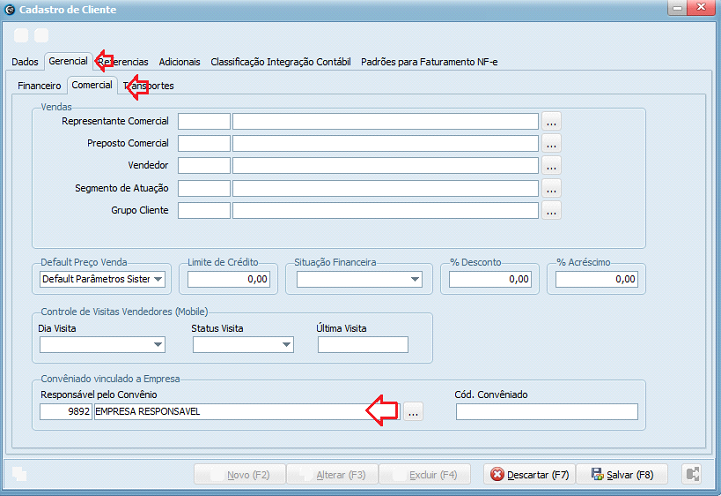 Cadastro de Cliente
Dados Gerencial Referencias Adicionais Classificação Integração Contábil Padrões para Faturamento NF-e
Financeiro Comercial Transportes
Vendas
Representante Comercial ...
Preposto Comercial ...
Vendedor ...
Segmento de Atuação ...
Grupo Cliente ...
Default Preço Venda Limite de Crédito Situação Financeira % Desconto % Acréscimo
Default Parâmetros Sister 0,00 0,00 0,00
Controle de Visitas Vendedores (Mobile)
Dia Visita Status Visita Última Visita
Convêniado vinculado a Empresa
Responsável pelo Convênio Cód. Convêniado
9892 EMPRESA RESPONSAVEL ...
Novo (F2) Alterar (F3) Excluir (F4) Descartar (F7) Salvar (F8)